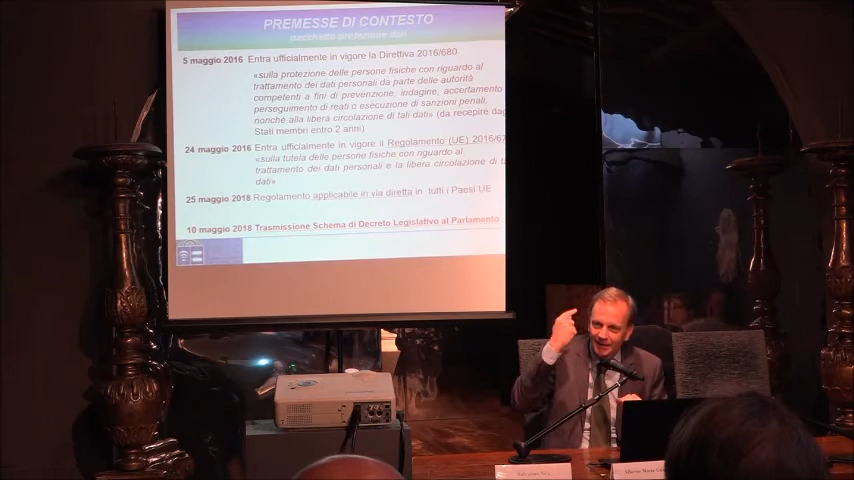 PREMESSE DI CONTESTO
pacchetto protezione dati
5 maggio 2016 Entra ufficialmente in vigore la Direttiva 2016/680
«sulla protezione delle persone fisiche con riguardo al
trattamento dei dati personali da parte delle autorità
competenti a fini di prevenzione, indagine, accertamento
perseguimento di reati o esecuzione di sanzioni penali,
nonché alla libera circolazione di tali dati» (da recepire dag
Stati membri entro 2 anni)
24 maggio 2016 Entra ufficialmente in vigore il Regolamento (UE) 2016/67
«sulla tutela delle persone fisiche con riguardo al
trattamento dei dati personali e la libera circolazione di t
dati»
25 maggio 2018 Regolamento applicabile in via diretta in tutti i Paesi UE
10 maggio 2018 Trasmissione Schema di Decreto Legislativo al Parlamento